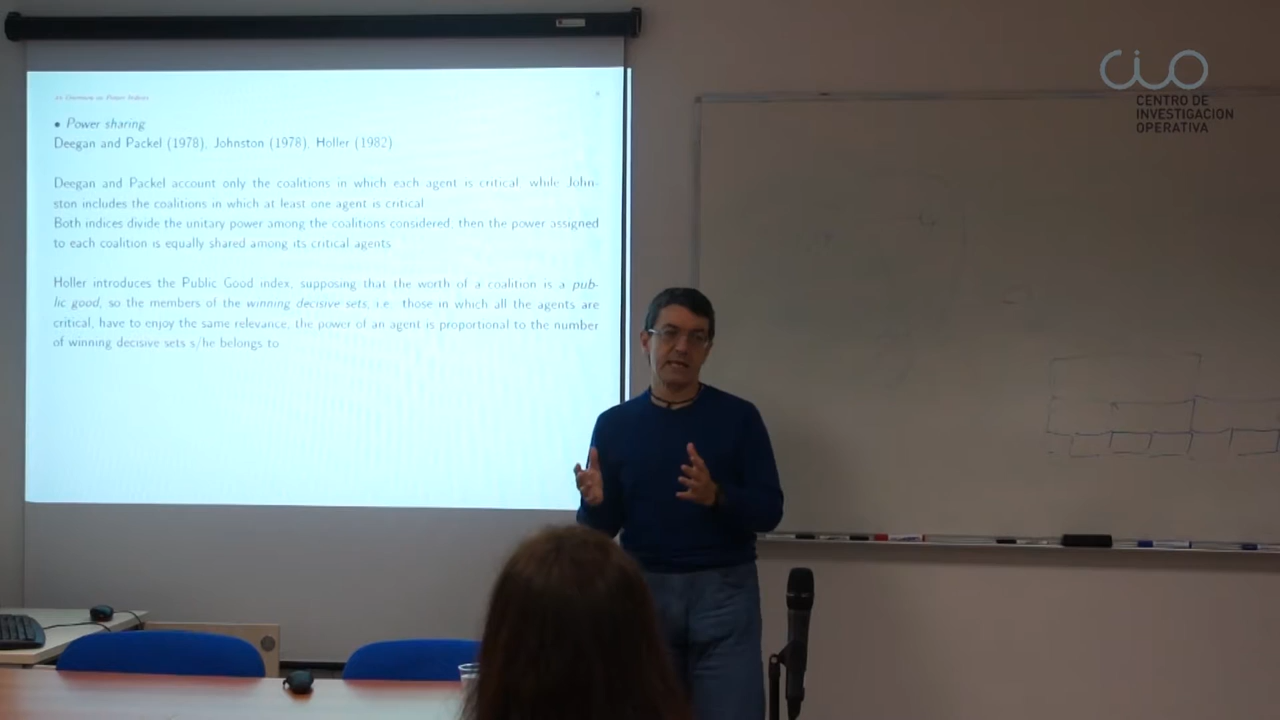 An Overview on Power Indices
• Power sharing
Deegan and Packel (1978), Johnston (1978), Holler (1982)
Deegan and Packel account only the coalitions in which each agent is critical, while John-
ston includes the coalitions in which at least one agent is critical
Both indices divide the unitary power among the coalitions considered, then the power assigned
to each coalition is equally shared among its critical agents
Holler introduces the Public Good index, supposing that the worth of a coalition is a pub-
lic good, so the members of the winning decisive sets, i.e. those in which all the agents are
critical, have to enjoy the same relevance; the power of an agent is proportional to the number
of winning decisive sets s/he belongs to
CIO
CENTRO DE
INVESTIGACION
OPERATIVA